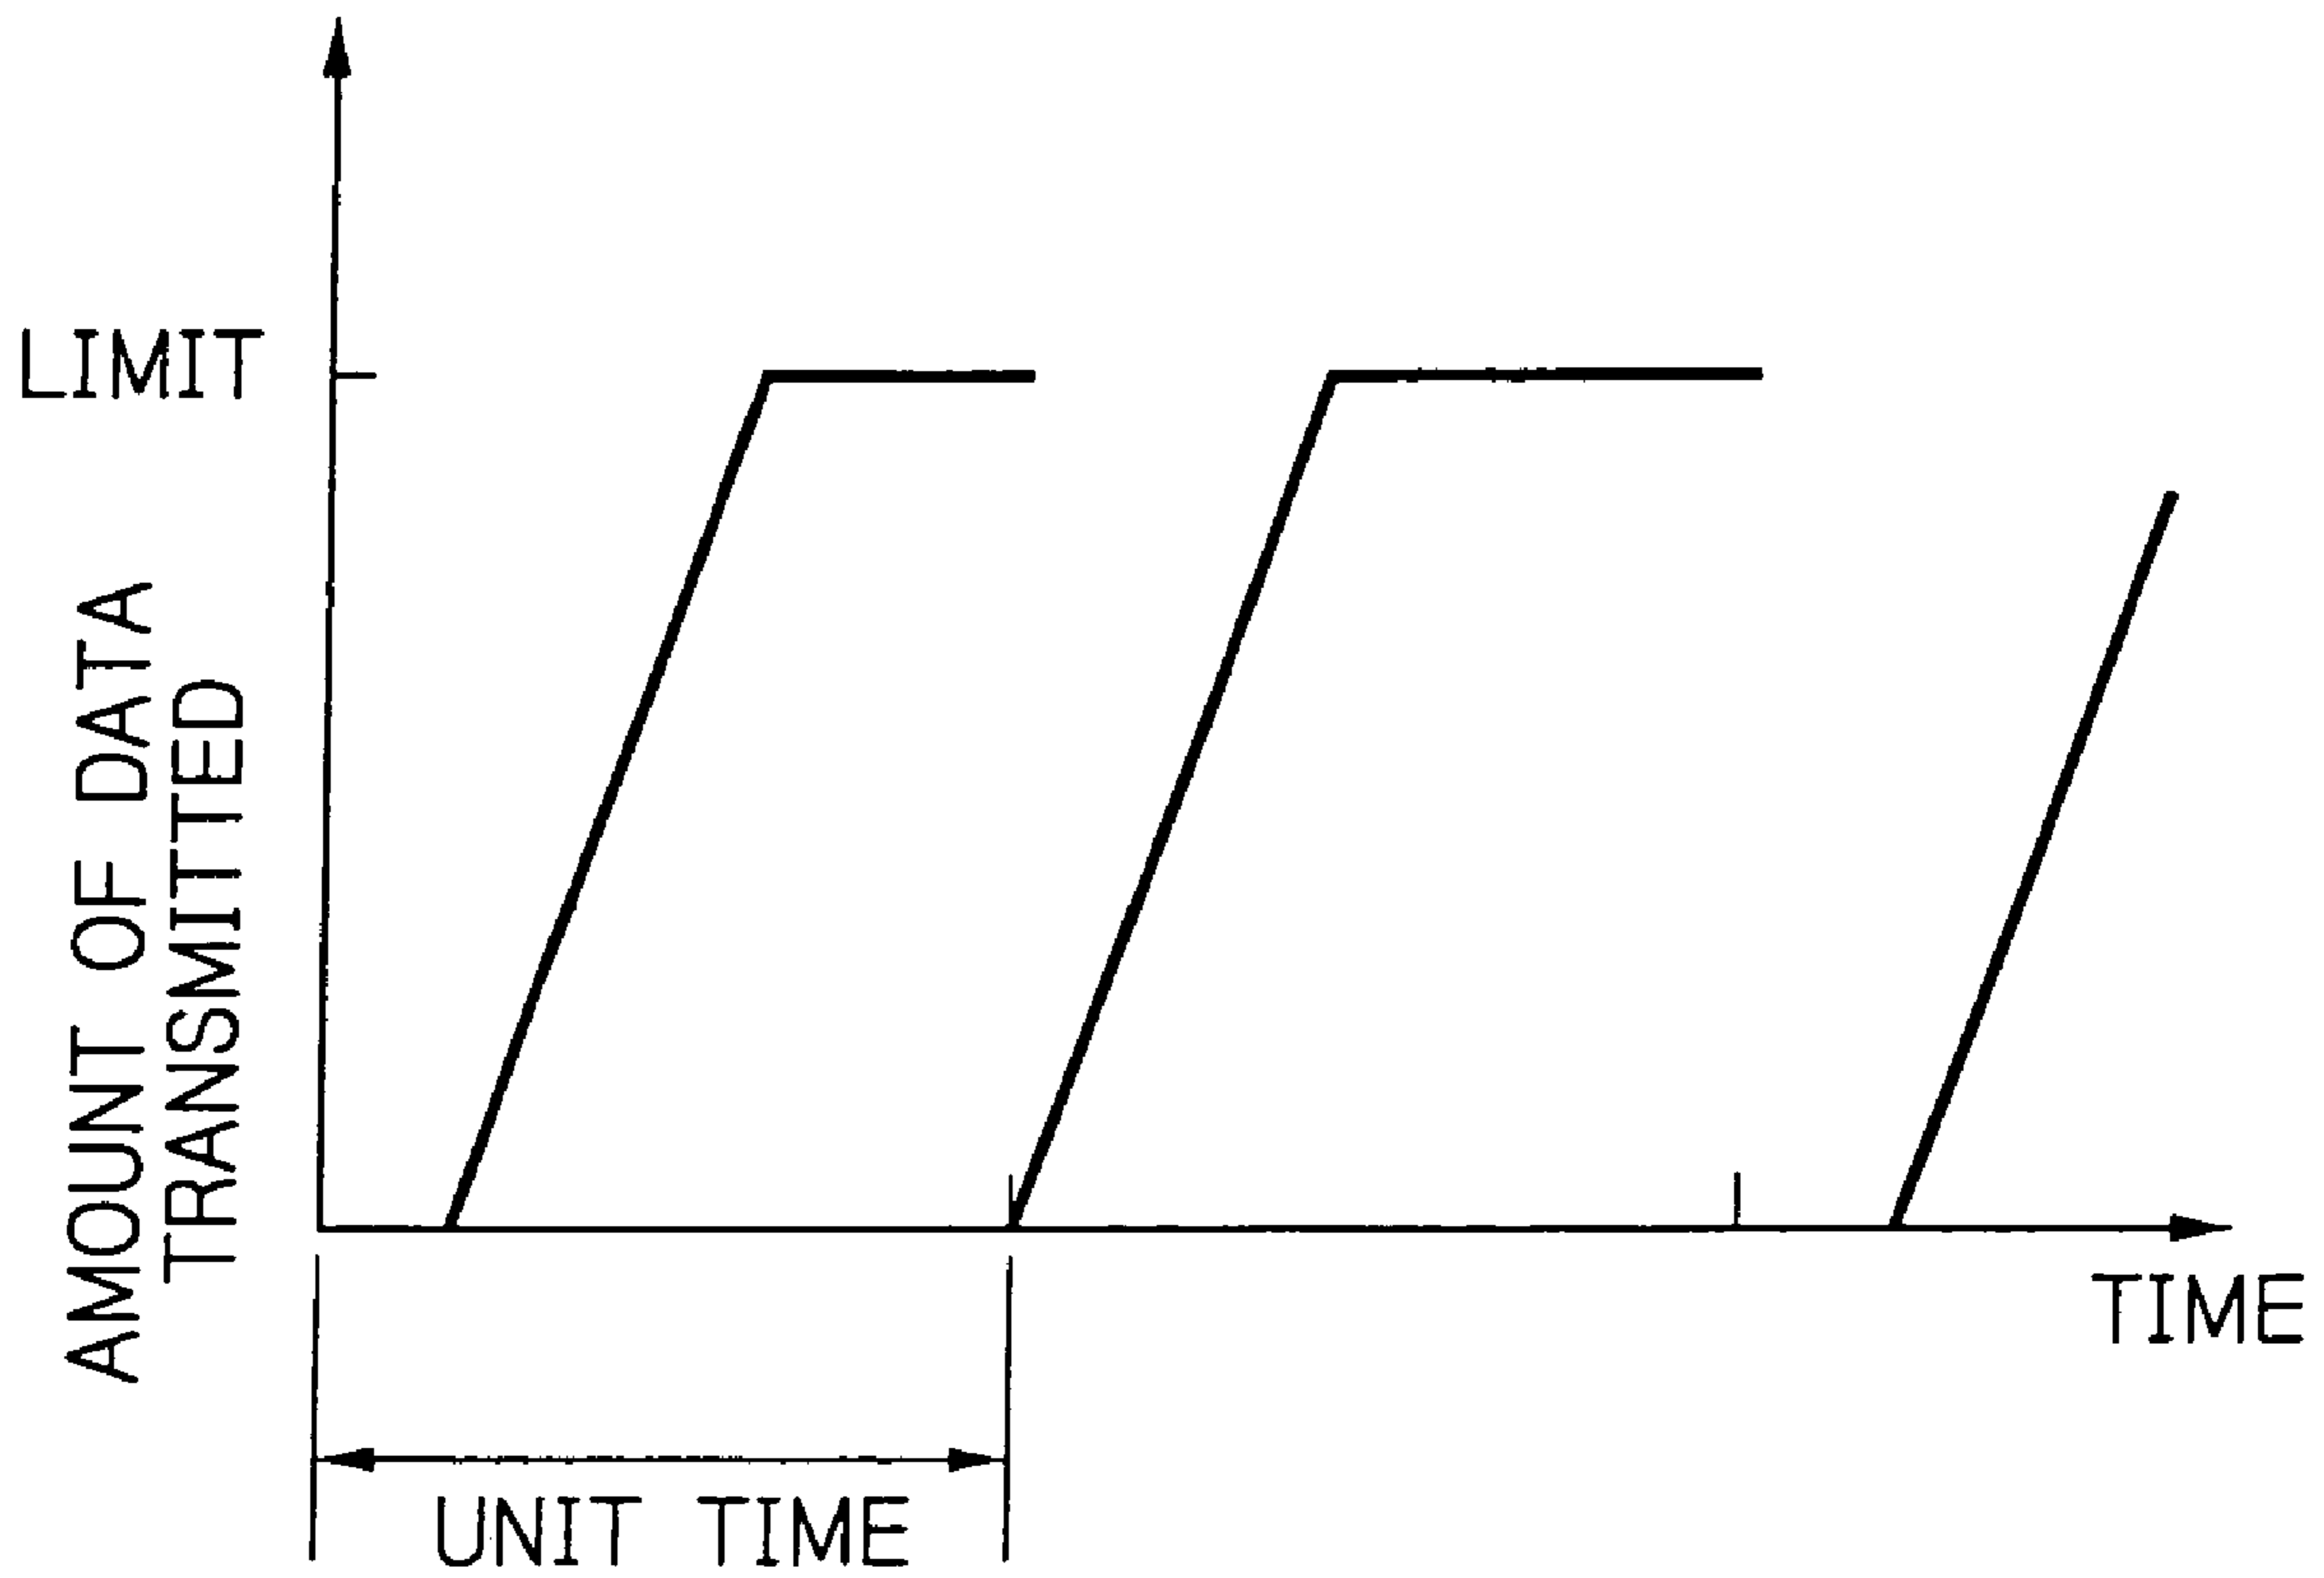 LIMIT
AMOUNT OF DATA
TRANSMITTED
TIME
UNIT TIME